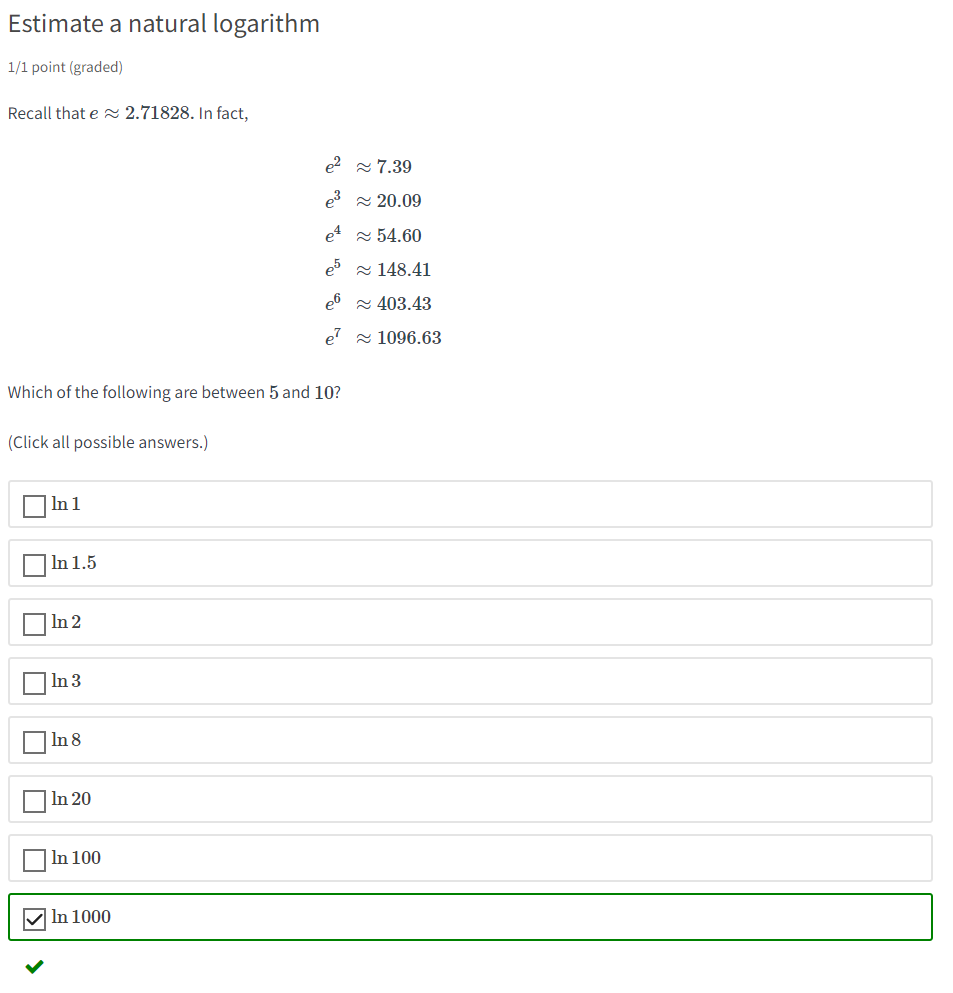 Estimate a natural logarithm
1/1 point (graded)
Recall that e ≈ 2.71828. In fact,
e² ≈ 7.39
e³ ≈ 20.09
e⁴ ≈ 54.60
e⁵ ≈ 148.41
e⁶ ≈ 403.43
e⁷ ≈ 1096.63
Which of the following are between 5 and 10?
(Click all possible answers.)
ln 1
ln 1.5
ln 2
ln 3
ln 8
ln 20
ln 100
ln 1000